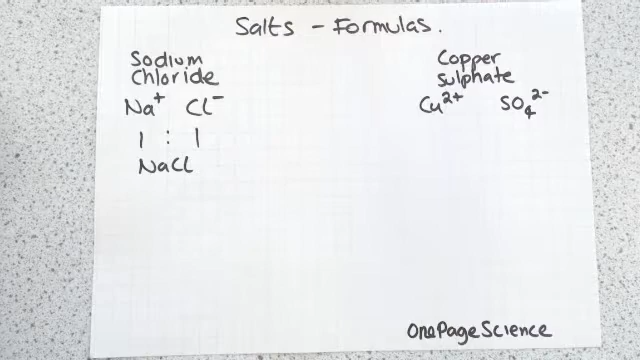 Salts - Formulas.
Sodium
Chloride
Na⁺ Cl⁻
1 : 1
NaCl
Copper
Sulphate
Cu²⁺ SO₄²⁻
OnePageScience